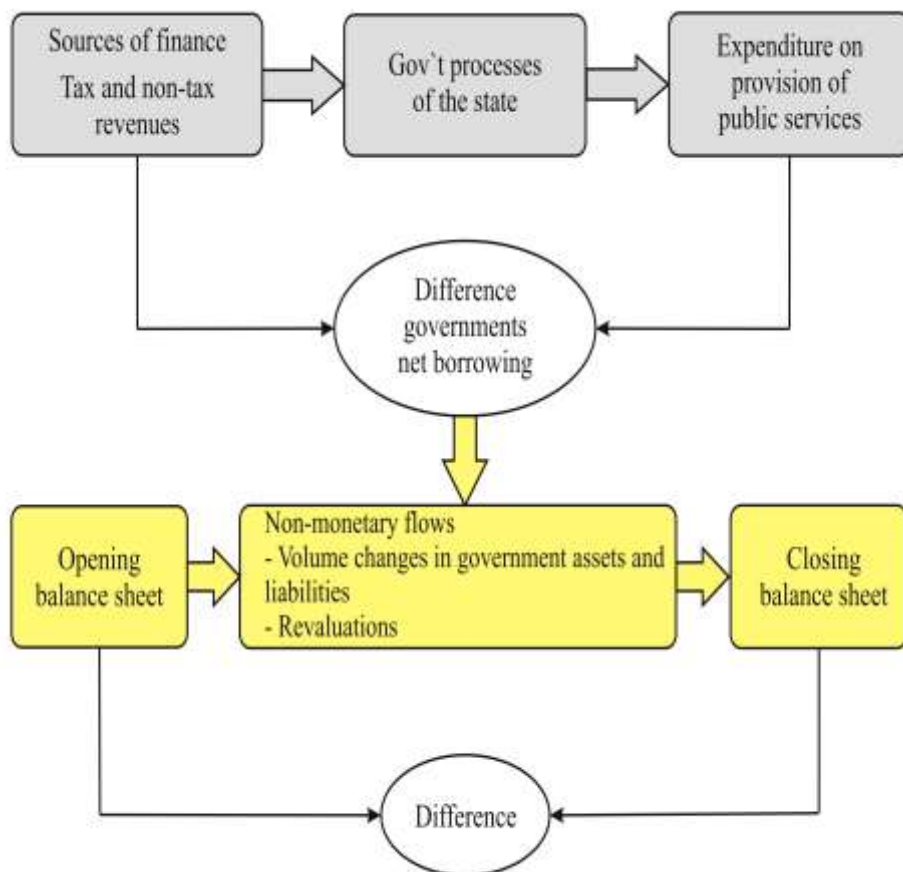 Sources of finance
Tax and non-tax
revenues
Gov`t processes
of the state
Expenditure on
provision of
public services
Difference
governments
net borrowing
Opening
balance sheet
Non-monetary flows
- Volume changes in government assets and
liabilities
- Revaluations
Closing
balance sheet
Difference